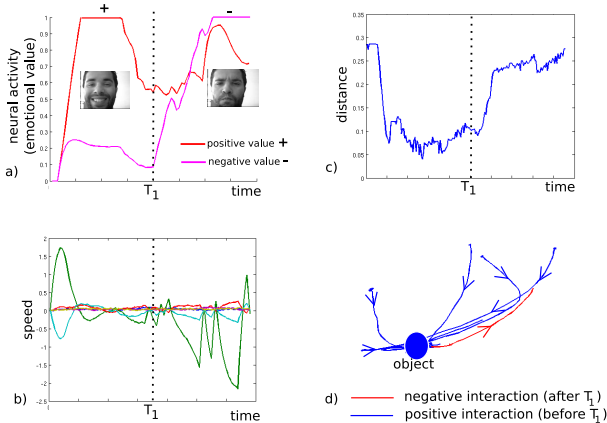 a)
neural activity
(emotional value)
1
0.9
0.8
0.7
0.6
0.5
0.4
0.3
0.2
0.1
0
+
-
positive value +
negative value -
T1
time
c)
distance
0.35
0.3
0.25
0.2
0.15
0.1
0.05
0
T1
time
b)
speed
2
1.5
1
0.5
0
-0.5
-1
-1.5
-2
-2.5
T1
time
d)
object
negative interaction (after T1)
positive interaction (before T1)